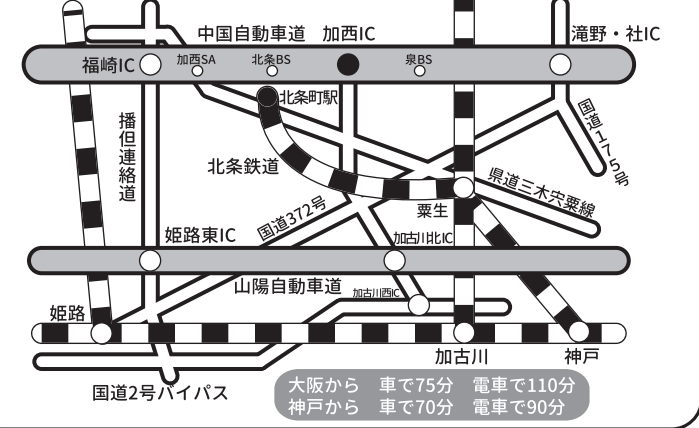 中国自動車道
加西IC
滝野・社IC
福崎IC
加西SA
北条BS
泉BS
北条町駅
播但連絡道
国道175号
北条鉄道
県道三木宍粟線
粟生
国道372号
姫路東IC
加古川北IC
山陽自動車道
加古川西IC
姫路
加古川
神戸
国道2号バイパス
大阪から 車で75分 電車で110分
神戸から 車で70分 電車で90分